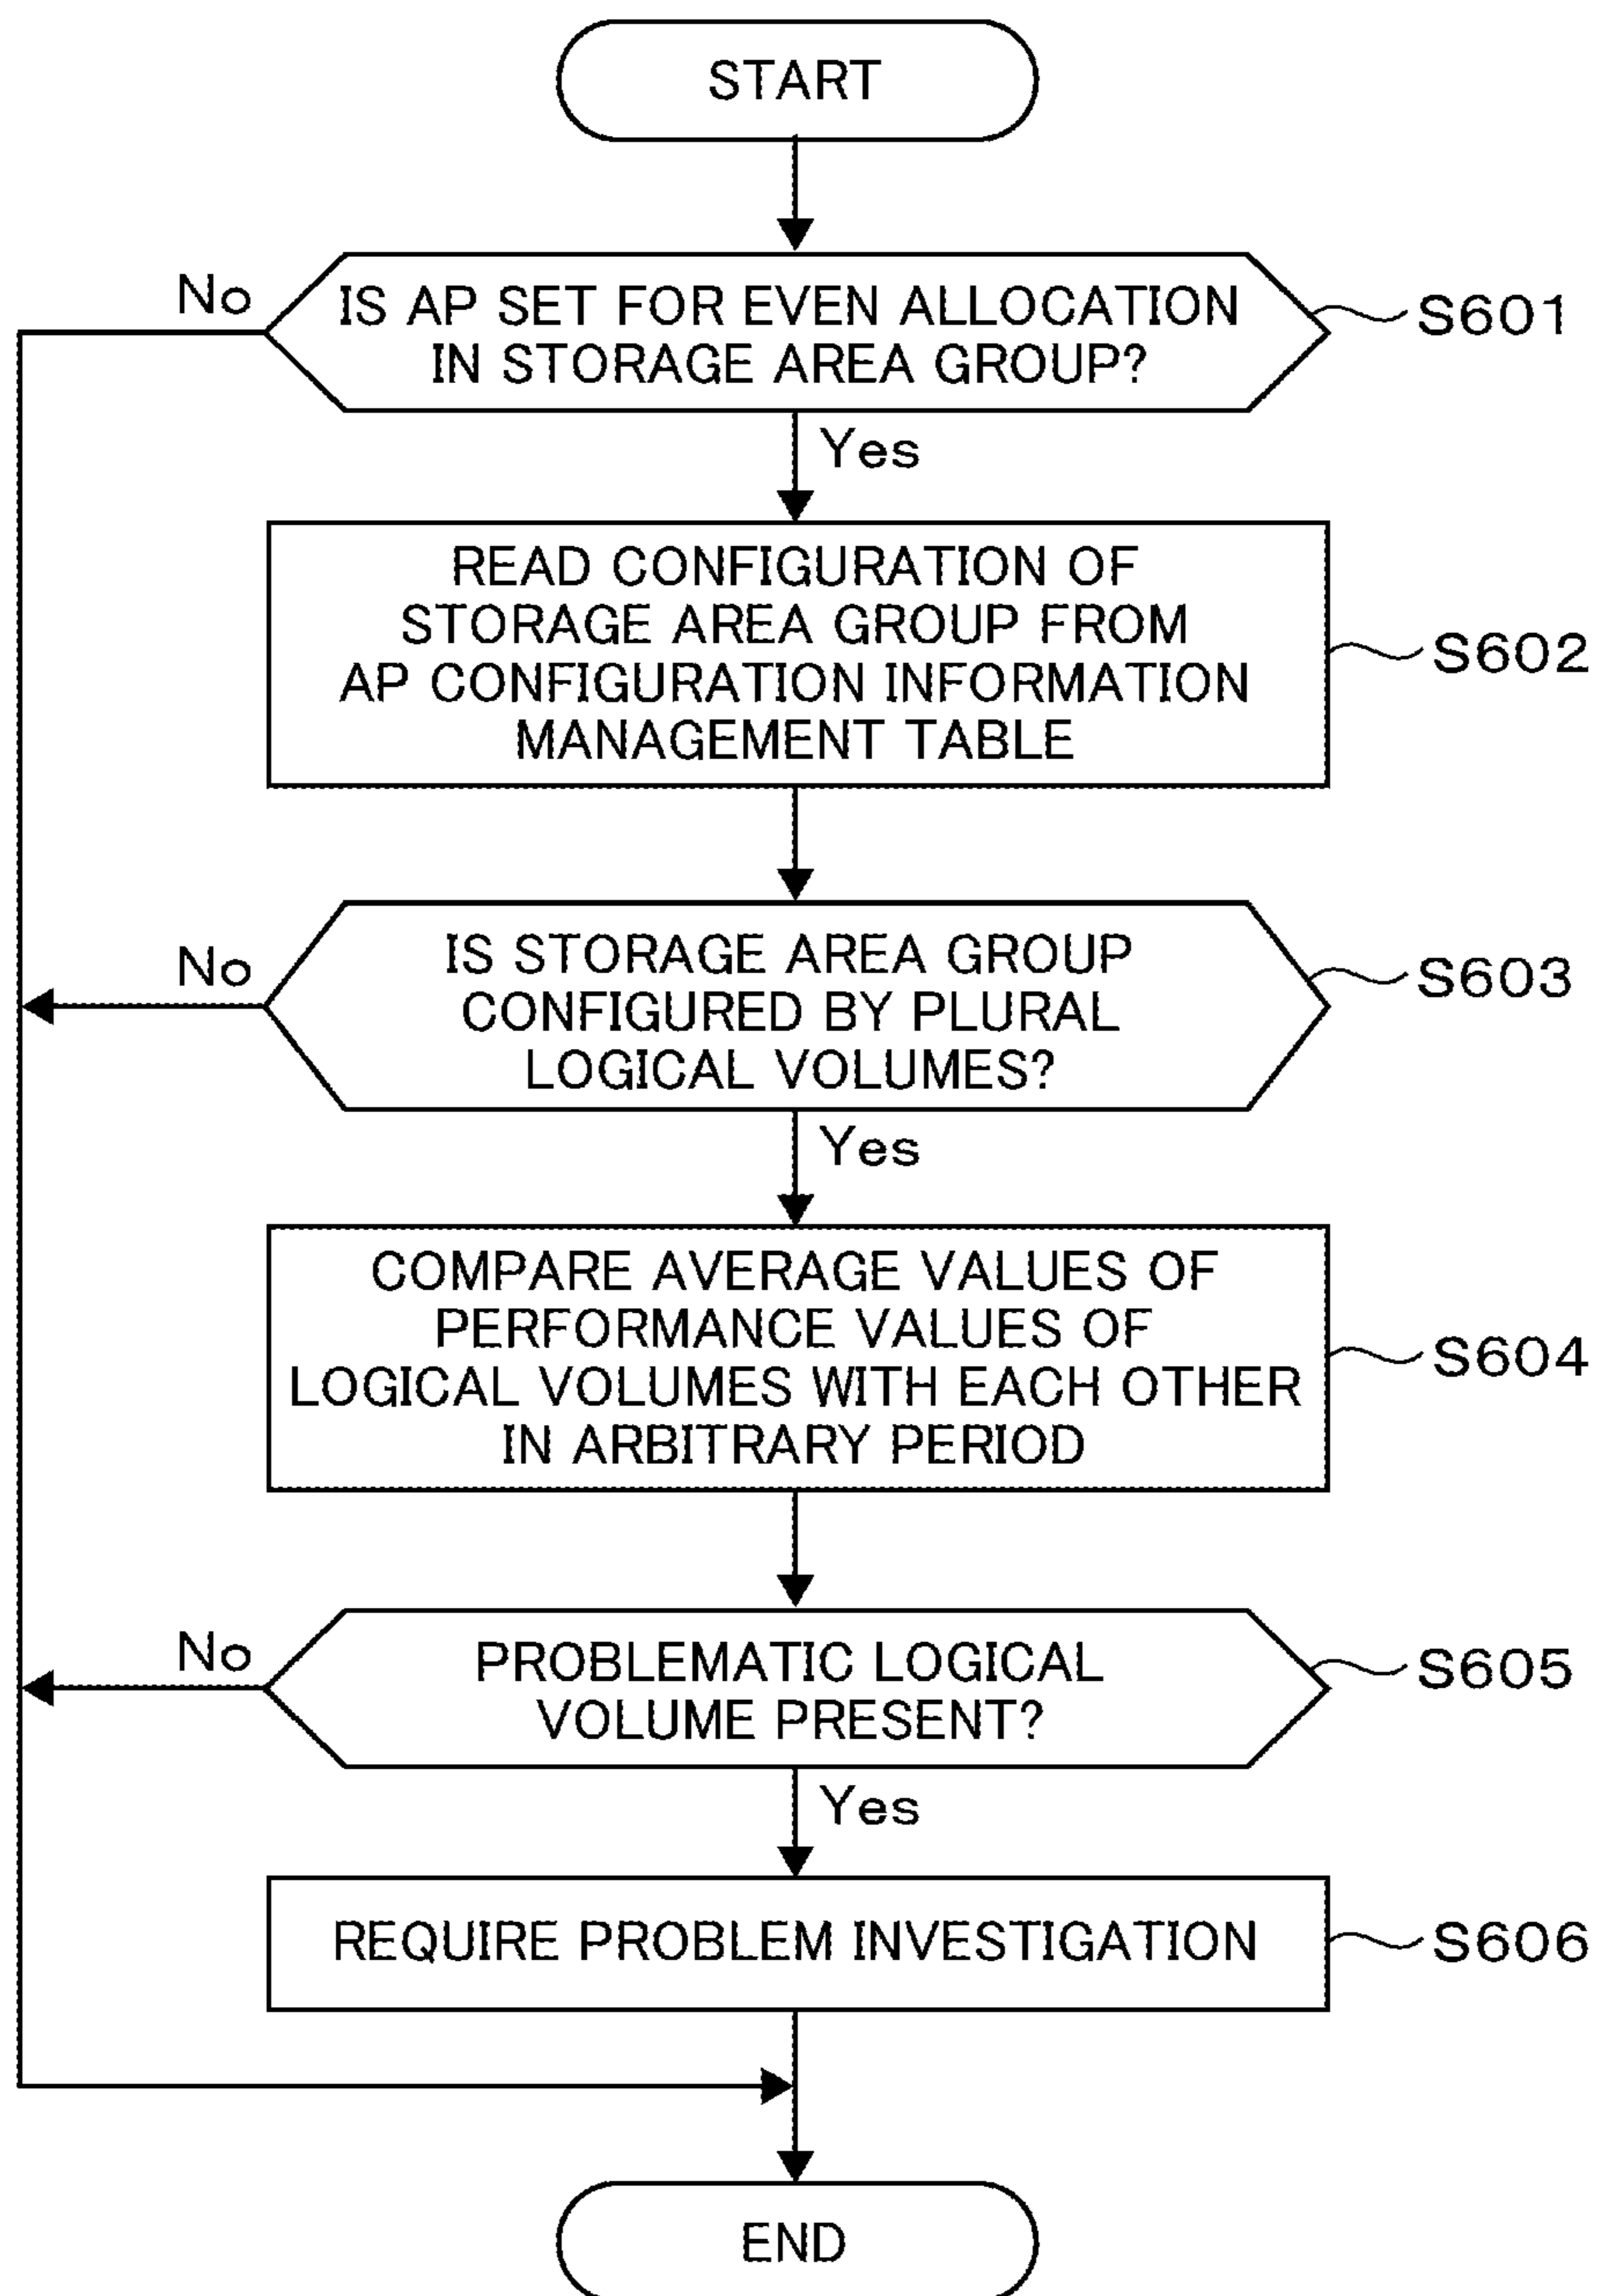 START
No
IS AP SET FOR EVEN ALLOCATION
IN STORAGE AREA GROUP?
S601
Yes
READ CONFIGURATION OF
STORAGE AREA GROUP FROM
AP CONFIGURATION INFORMATION
MANAGEMENT TABLE
S602
No
IS STORAGE AREA GROUP
CONFIGURED BY PLURAL
LOGICAL VOLUMES?
S603
Yes
COMPARE AVERAGE VALUES OF
PERFORMANCE VALUES OF
LOGICAL VOLUMES WITH EACH OTHER
IN ARBITRARY PERIOD
S604
No
PROBLEMATIC LOGICAL
VOLUME PRESENT?
S605
Yes
REQUIRE PROBLEM INVESTIGATION
S606
END